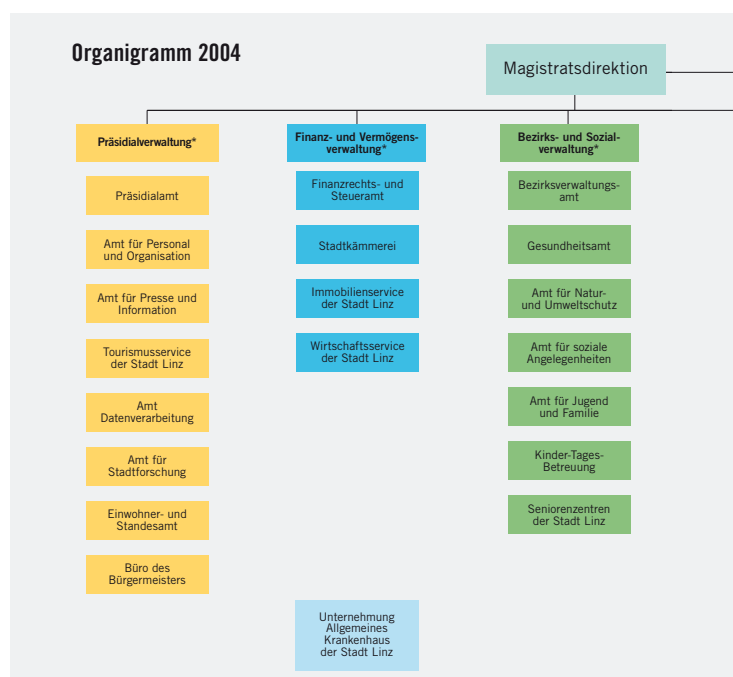 Organigramm 2004
Magistratsdirektion
Präsidialverwaltung*
Präsidialamt
Amt für Personal
und Organisation
Amt für Presse und
Information
Tourismusservice
der Stadt Linz
Amt
Datenverarbeitung
Amt für
Stadtforschung
Einwohner- und
Standesamt
Büro des
Bürgermeisters
Finanz- und Vermögens-
verwaltung*
Finanzrechts- und
Steueramt
Stadtkämmerei
Immobilienservice
der Stadt Linz
Wirtschaftsservice
der Stadt Linz
Unternehmung
Allgemeines
Krankenhaus
der Stadt Linz
Bezirks- und Sozial-
verwaltung*
Bezirksverwaltungs-
amt
Gesundheitsamt
Amt für Natur-
und Umweltschutz
Amt für soziale
Angelegenheiten
Amt für Jugend
und Familie
Kinder-Tages-
Betreuung
Seniorenzentren
der Stadt Linz